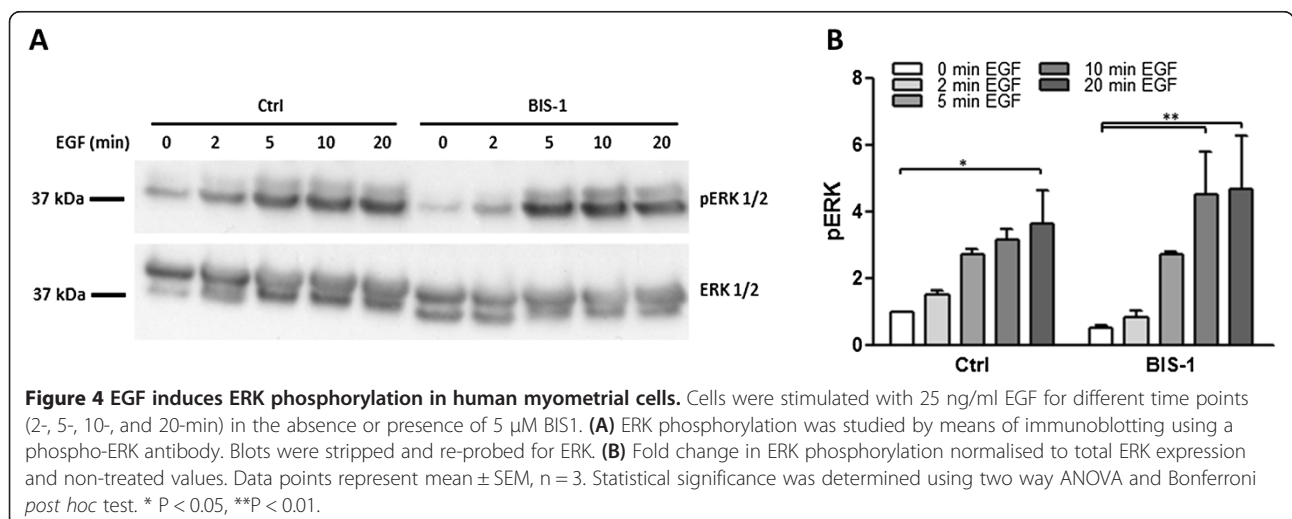 A
Ctrl BIS-1
EGF (min) 0 2 5 10 20 0 2 5 10 20
37 kDa pERK 1/2
37 kDa ERK 1/2
B
0 min EGF 10 min EGF
2 min EGF 20 min EGF
5 min EGF
8
6
4
2
0
pERK
*
**
Ctrl BIS-1
Figure 4 EGF induces ERK phosphorylation in human myometrial cells. Cells were stimulated with 25 ng/ml EGF for different time points
(2-, 5-, 10-, and 20-min) in the absence or presence of 5 μM BIS1. (A) ERK phosphorylation was studied by means of immunoblotting using a
phospho-ERK antibody. Blots were stripped and re-probed for ERK. (B) Fold change in ERK phosphorylation normalised to total ERK expression
and non-treated values. Data points represent mean ± SEM, n = 3. Statistical significance was determined using two way ANOVA and Bonferroni
post hoc test. * P < 0.05, **P < 0.01.